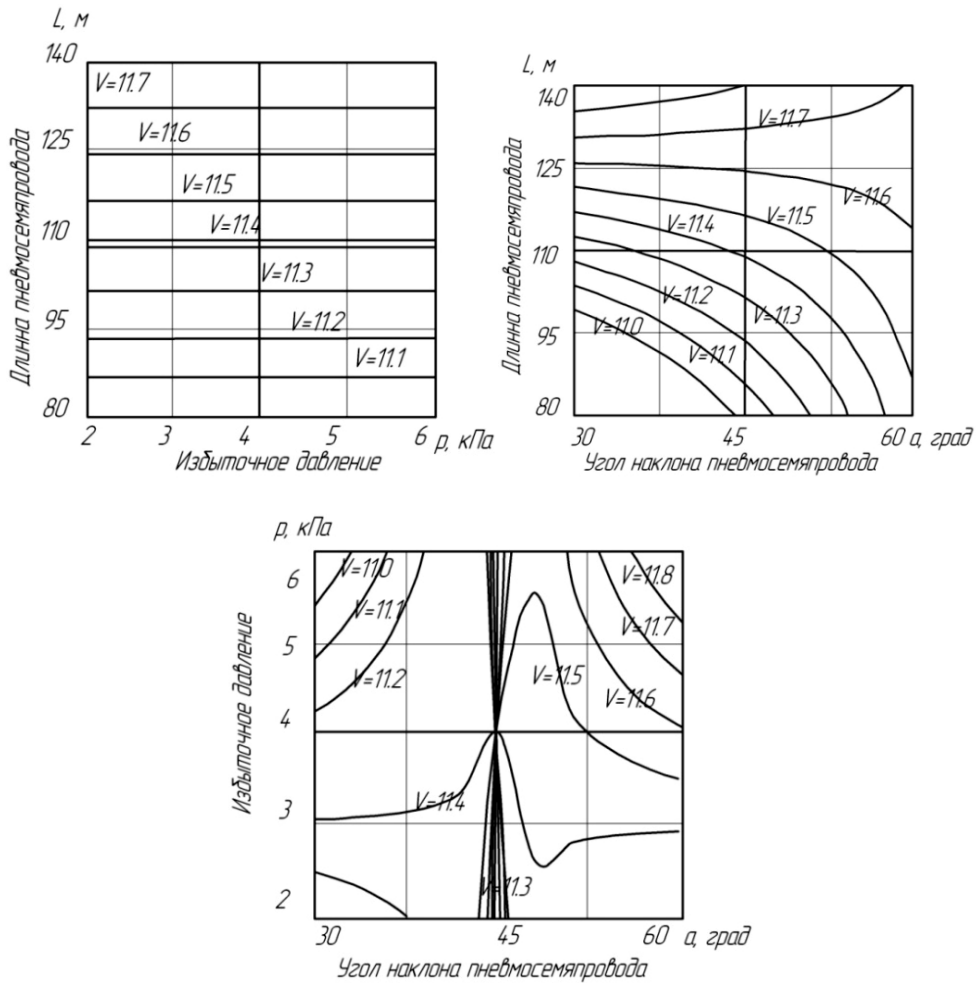 L, м
140
V=11.7
V=11.6
125
V=11.5
V=11.4
110
V=11.3
V=11.2
95
V=11.1
80
2 3 4 5 6 р, кПа
Избыточное давление
Длинна пневмосемяпровода
L, м
140
V=11.7
125
V=11.6
V=11.5
V=11.4
110
V=11.2
V=11.3
V=11.0
95
V=11.1
80
30 45 60 а, град
Угол наклона пневмосемяпровода
Длинна пневмосемяпровода
р, кПа
6
V=11.0
V=11.8
V=11.1
V=11.7
5
V=11.2
V=11.5
V=11.6
4
V=11.4
3
V=11.3
2
30 45 60 а, град
Угол наклона пневмосемяпровода
Избыточное давление